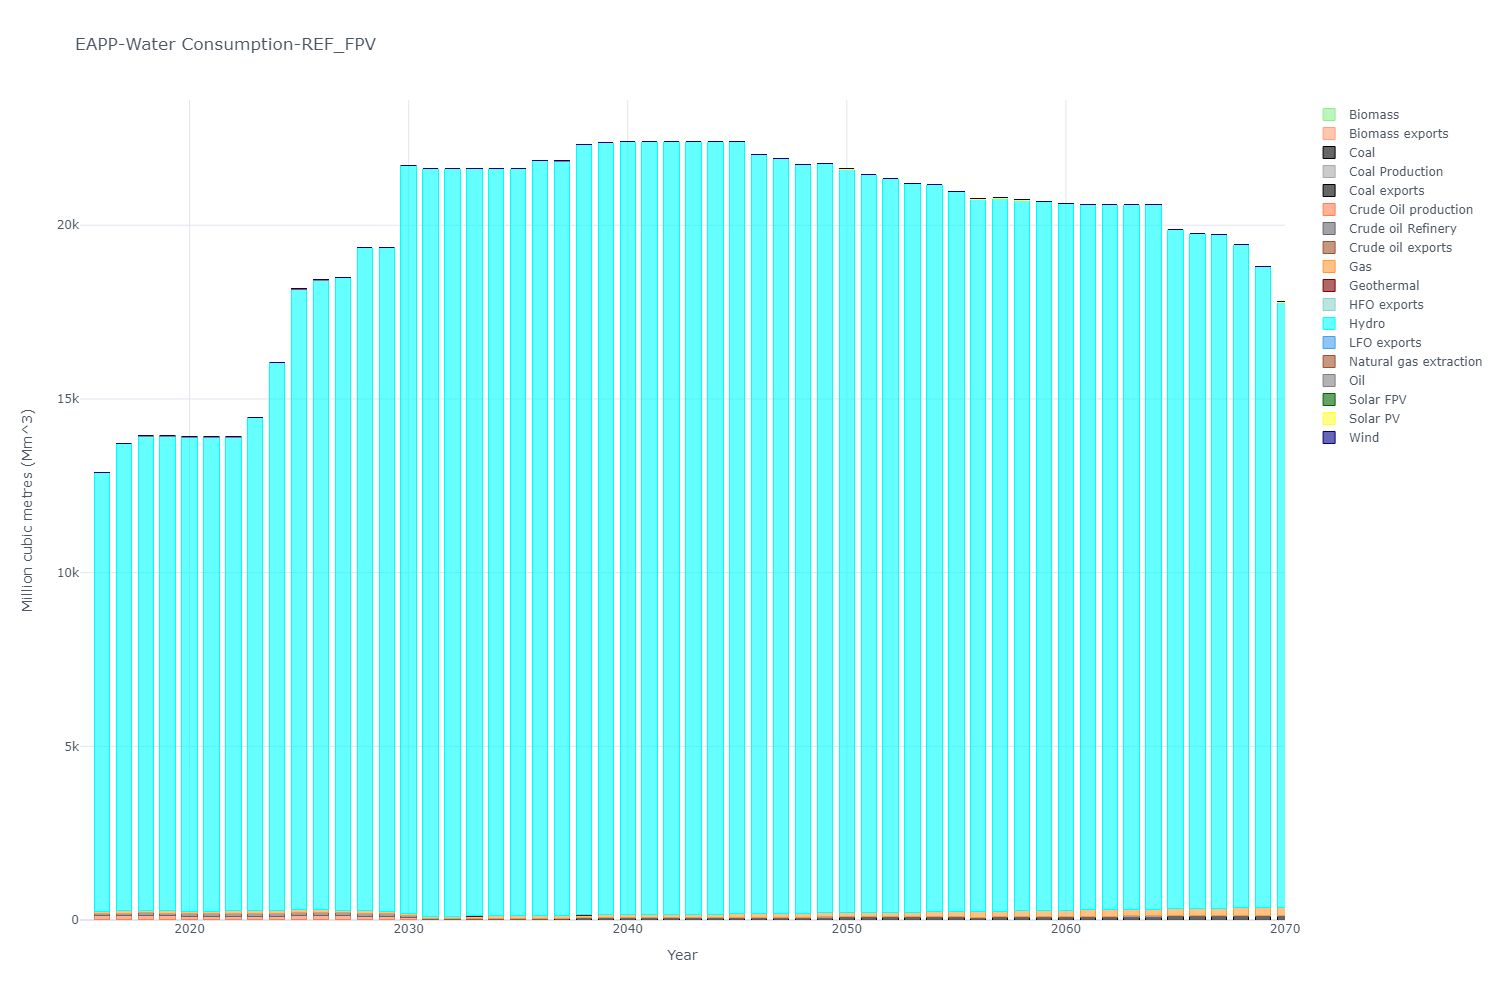 EAPP-Water Consumption-REF_FPV
Million cubic metres (Mm^3)
20k
15k
10k
5k
0
2020
2030
2040
2050
2060
2070
Year
Biomass
Biomass exports
Coal
Coal Production
Coal exports
Crude Oil production
Crude oil Refinery
Crude oil exports
Gas
Geothermal
HFO exports
Hydro
LFO exports
Natural gas extraction
Oil
Solar FPV
Solar PV
Wind